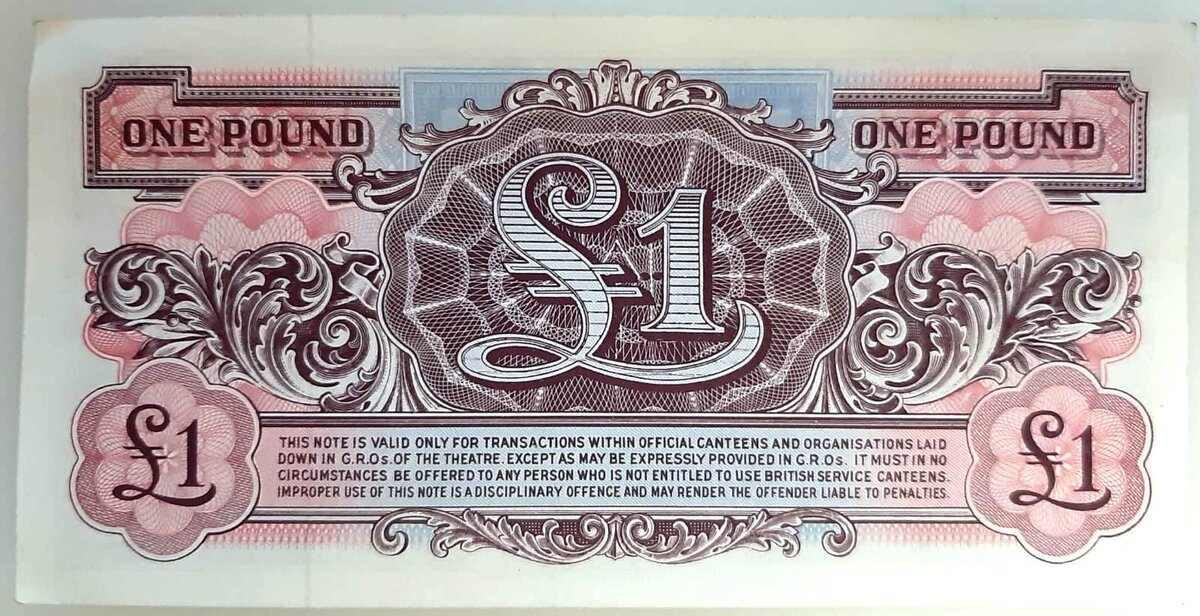 ONE POUND
ONE POUND
£1
£1
THIS NOTE IS VALID ONLY FOR TRANSACTIONS WITHIN OFFICIAL CANTEENS AND ORGANISATIONS LAID
DOWN IN G.R.Os. OF THE THEATRE. EXCEPT AS MAY BE EXPRESSLY PROVIDED IN G.R.Os. IT MUST IN NO
CIRCUMSTANCES BE OFFERED TO ANY PERSON WHO IS NOT ENTITLED TO USE BRITISH SERVICE CANTEENS.
IMPROPER USE OF THIS NOTE IS A DISCIPLINARY OFFENCE AND MAY RENDER THE OFFENDER LIABLE TO PENALTIES.
£1